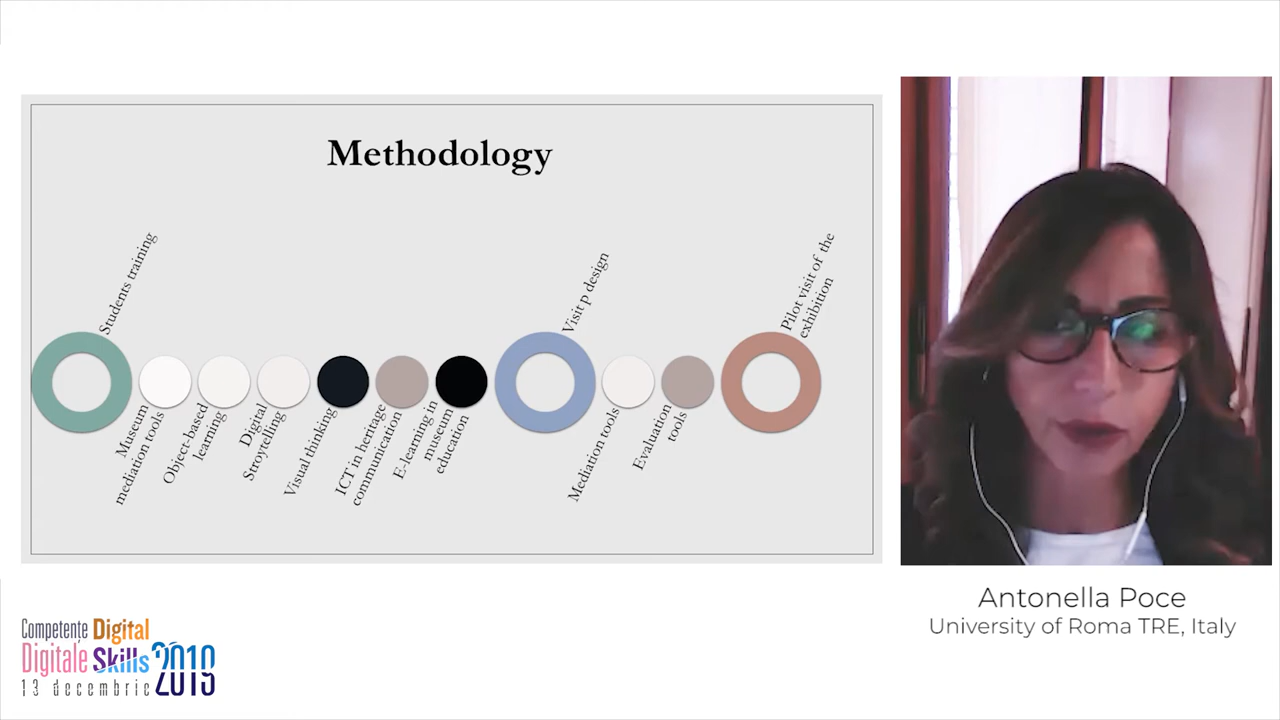 Methodology
Students training
Museum
mediation tools
Object-based
learning
Digital
Stroytelling
Visual thinking
ICT in heritage
communication
E-learning in
museum
education
Visit p design
Mediation tools
Evaluation
tools
Pilot visit of the
exhibition
Antonella Poce
University of Roma TRE, Italy
Competențe Digital
Digitale Skills 2019
13 decembrie